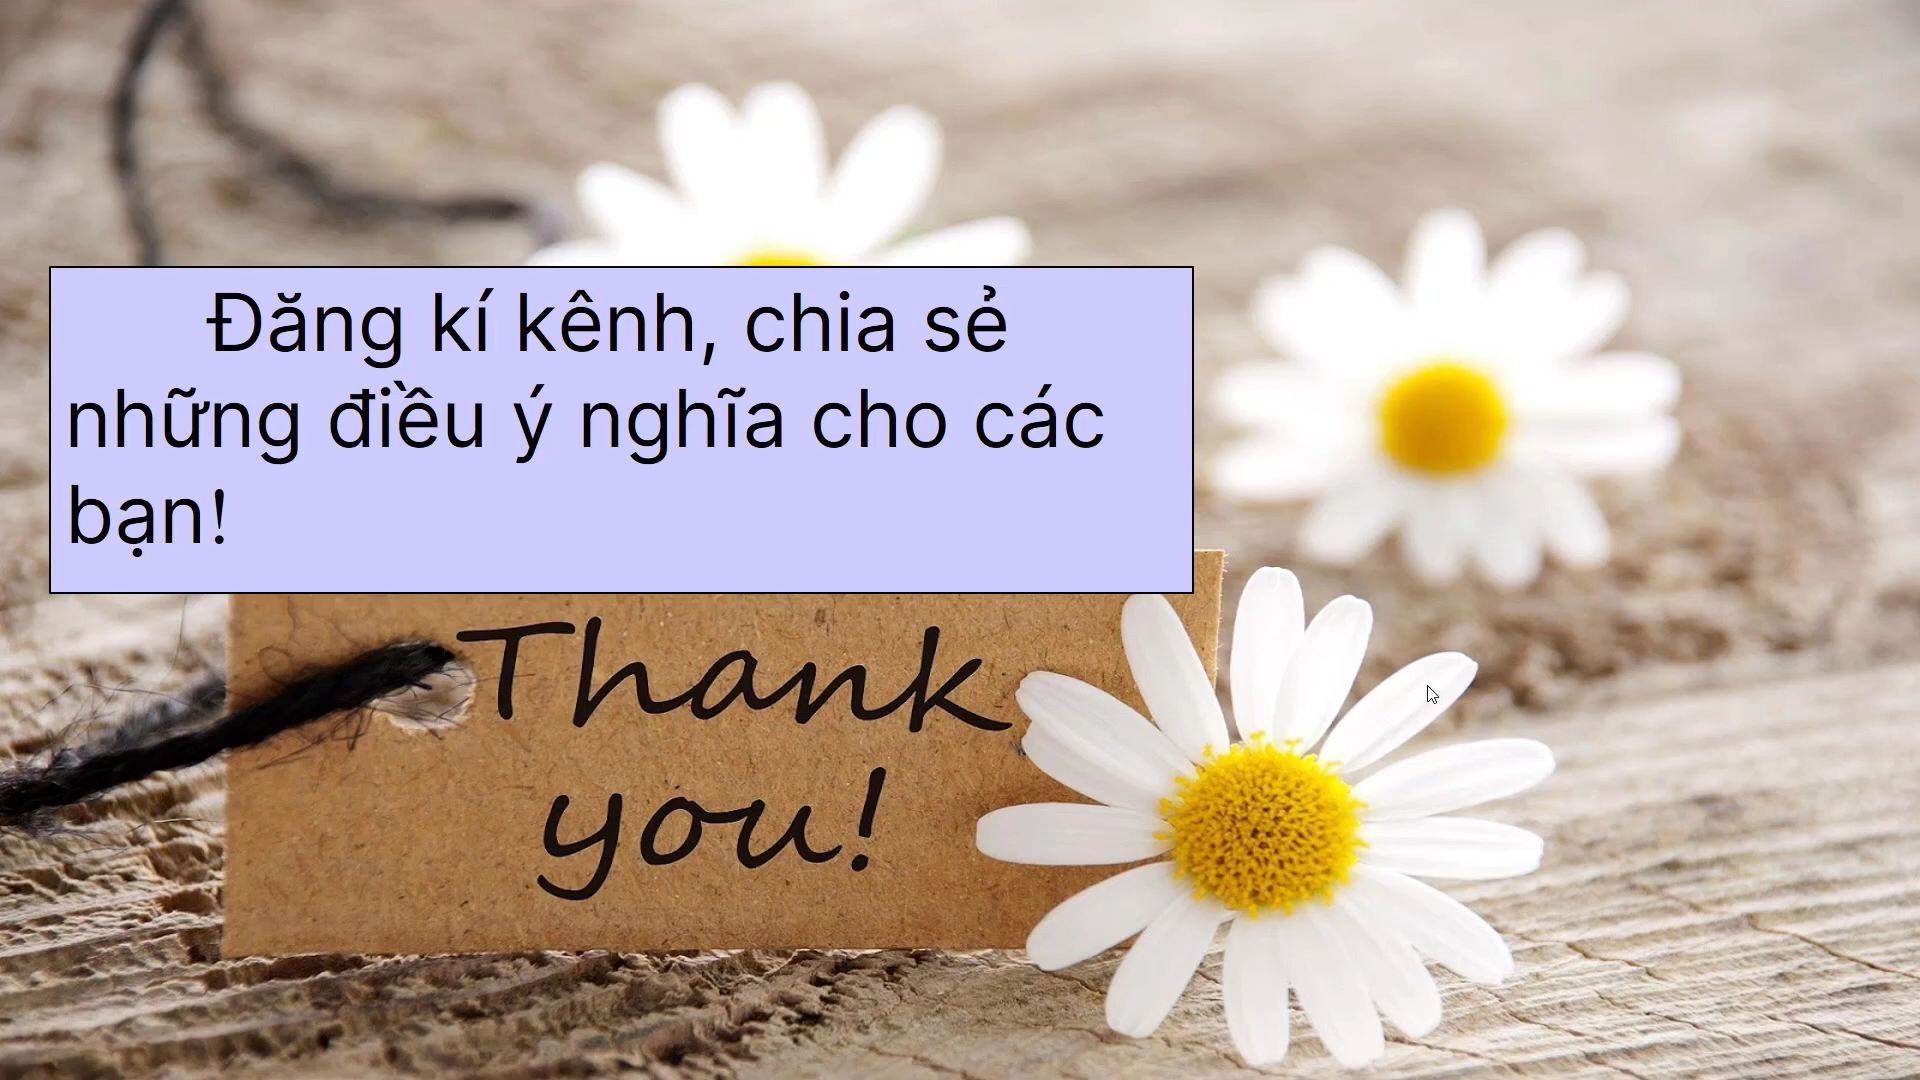 Đăng kí kênh, chia sẻ
những điều ý nghĩa cho các
bạn!
Thank
you!